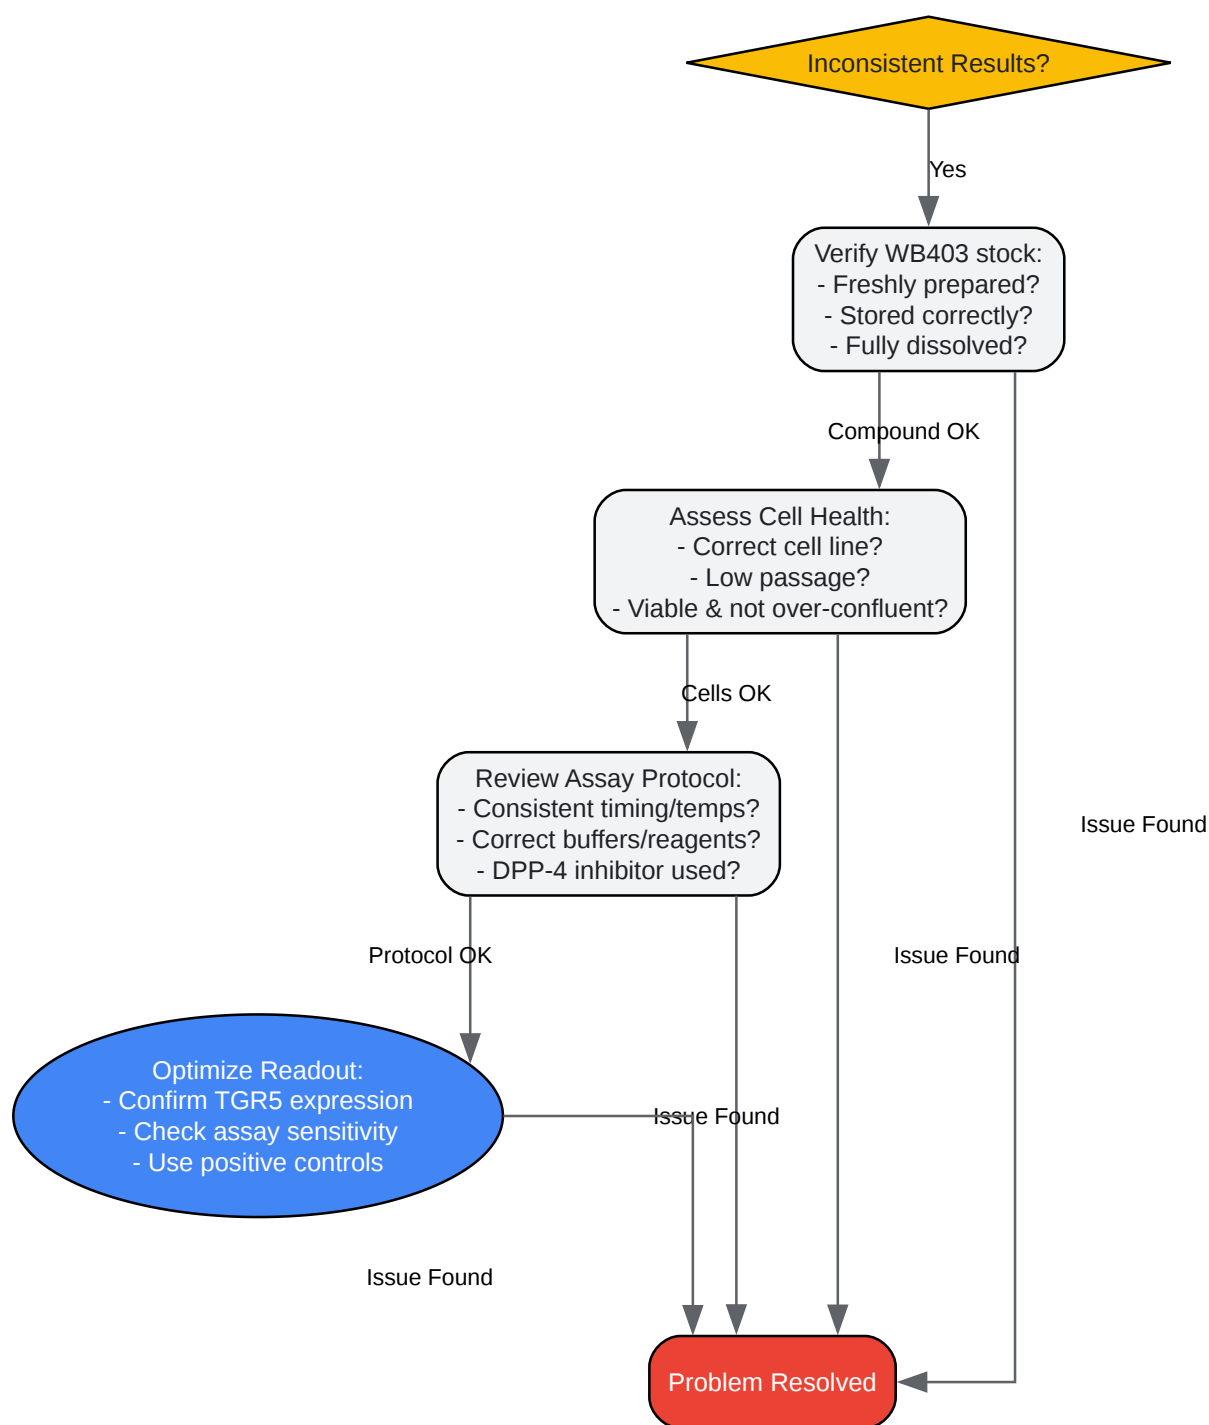 Inconsistent Results?
Yes
Verify WB403 stock:
- Freshly prepared?
- Stored correctly?
- Fully dissolved?
Compound OK
Assess Cell Health:
- Correct cell line?
- Low passage?
- Viable & not over-confluent?
Cells OK
Review Assay Protocol:
- Consistent timing/temps?
- Correct buffers/reagents?
- DPP-4 inhibitor used?
Issue Found
Protocol OK
Issue Found
Optimize Readout:
- Confirm TGR5 expression
- Check assay sensitivity
- Use positive controls
Issue Found
Issue Found
Problem Resolved